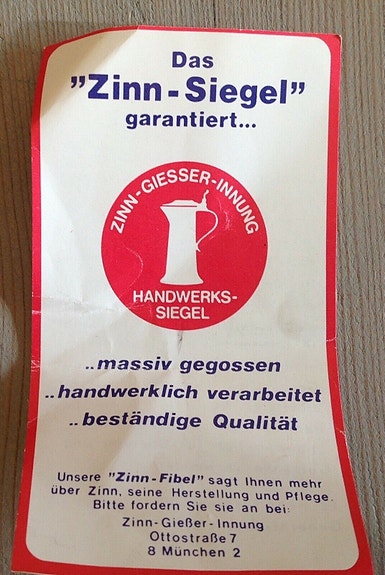 Das
"Zinn-Siegel"
garantiert...
ZINN-GIESSER-INNUNG
HANDWERKS-
SIEGEL
..massiv gegossen
..handwerklich verarbeitet
..beständige Qualität
Unsere "Zinn-Fibel" sagt Ihnen mehr
über Zinn, seine Herstellung und Pflege.
Bitte fordern Sie sie an bei:
Zinn-Gießer-Innung
Ottostraße 7
8 München 2